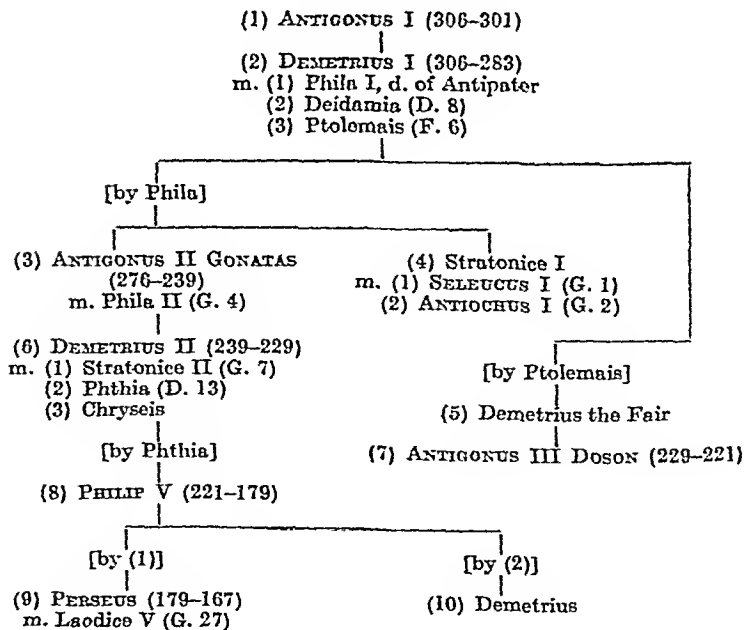 (1) ANTIGONUS I (306–301)
(2) DEMETRIUS I (306–283)
m. (1) Phila I, d. of Antipater
(2) Deidamia (D. 8)
(3) Ptolemais (F. 6)
[by Phila]
(3) ANTIGONUS II GONATAS
(276–239)
m. Phila II (G. 4)
(4) Stratonice I
m. (1) SELEUCUS I (G. 1)
(2) ANTIOCHUS I (G. 2)
(6) DEMETRIUS II (239–229)
m. (1) Stratonice II (G. 7)
(2) Phthia (D. 13)
(3) Chryseis
[by Ptolemais]
(5) Demetrius the Fair
(7) ANTIGONUS III DOSON (229–221)
[by Phthia]
(8) PHILIP V (221–179)
[by (1)]
[by (2)]
(9) PERSEUS (179–167)
m. Laodice V (G. 27)
(10) Demetrius